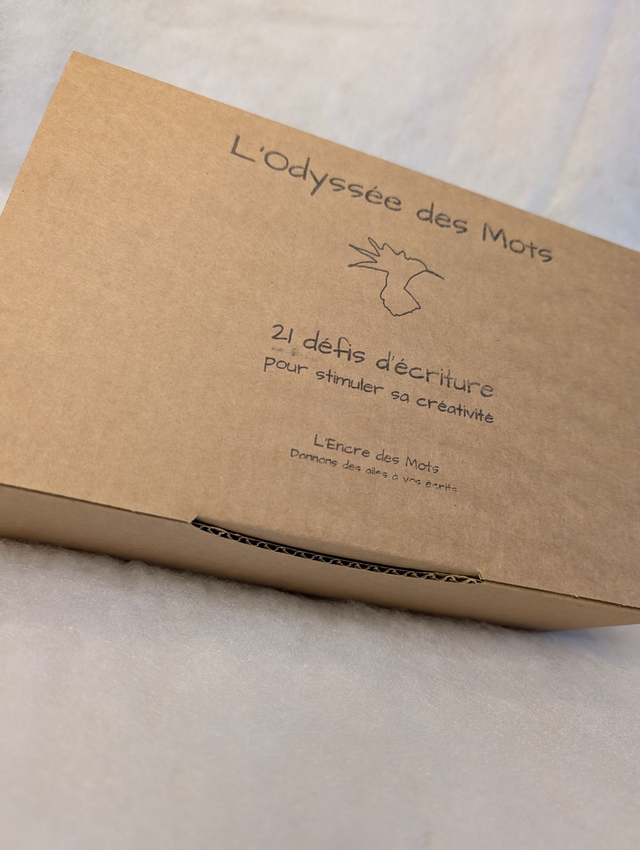 L'Odyssée des Mots
21 défis d'écriture
pour stimuler sa créativité
L'Encre des Mots
Donnons des ailes a vos écrits